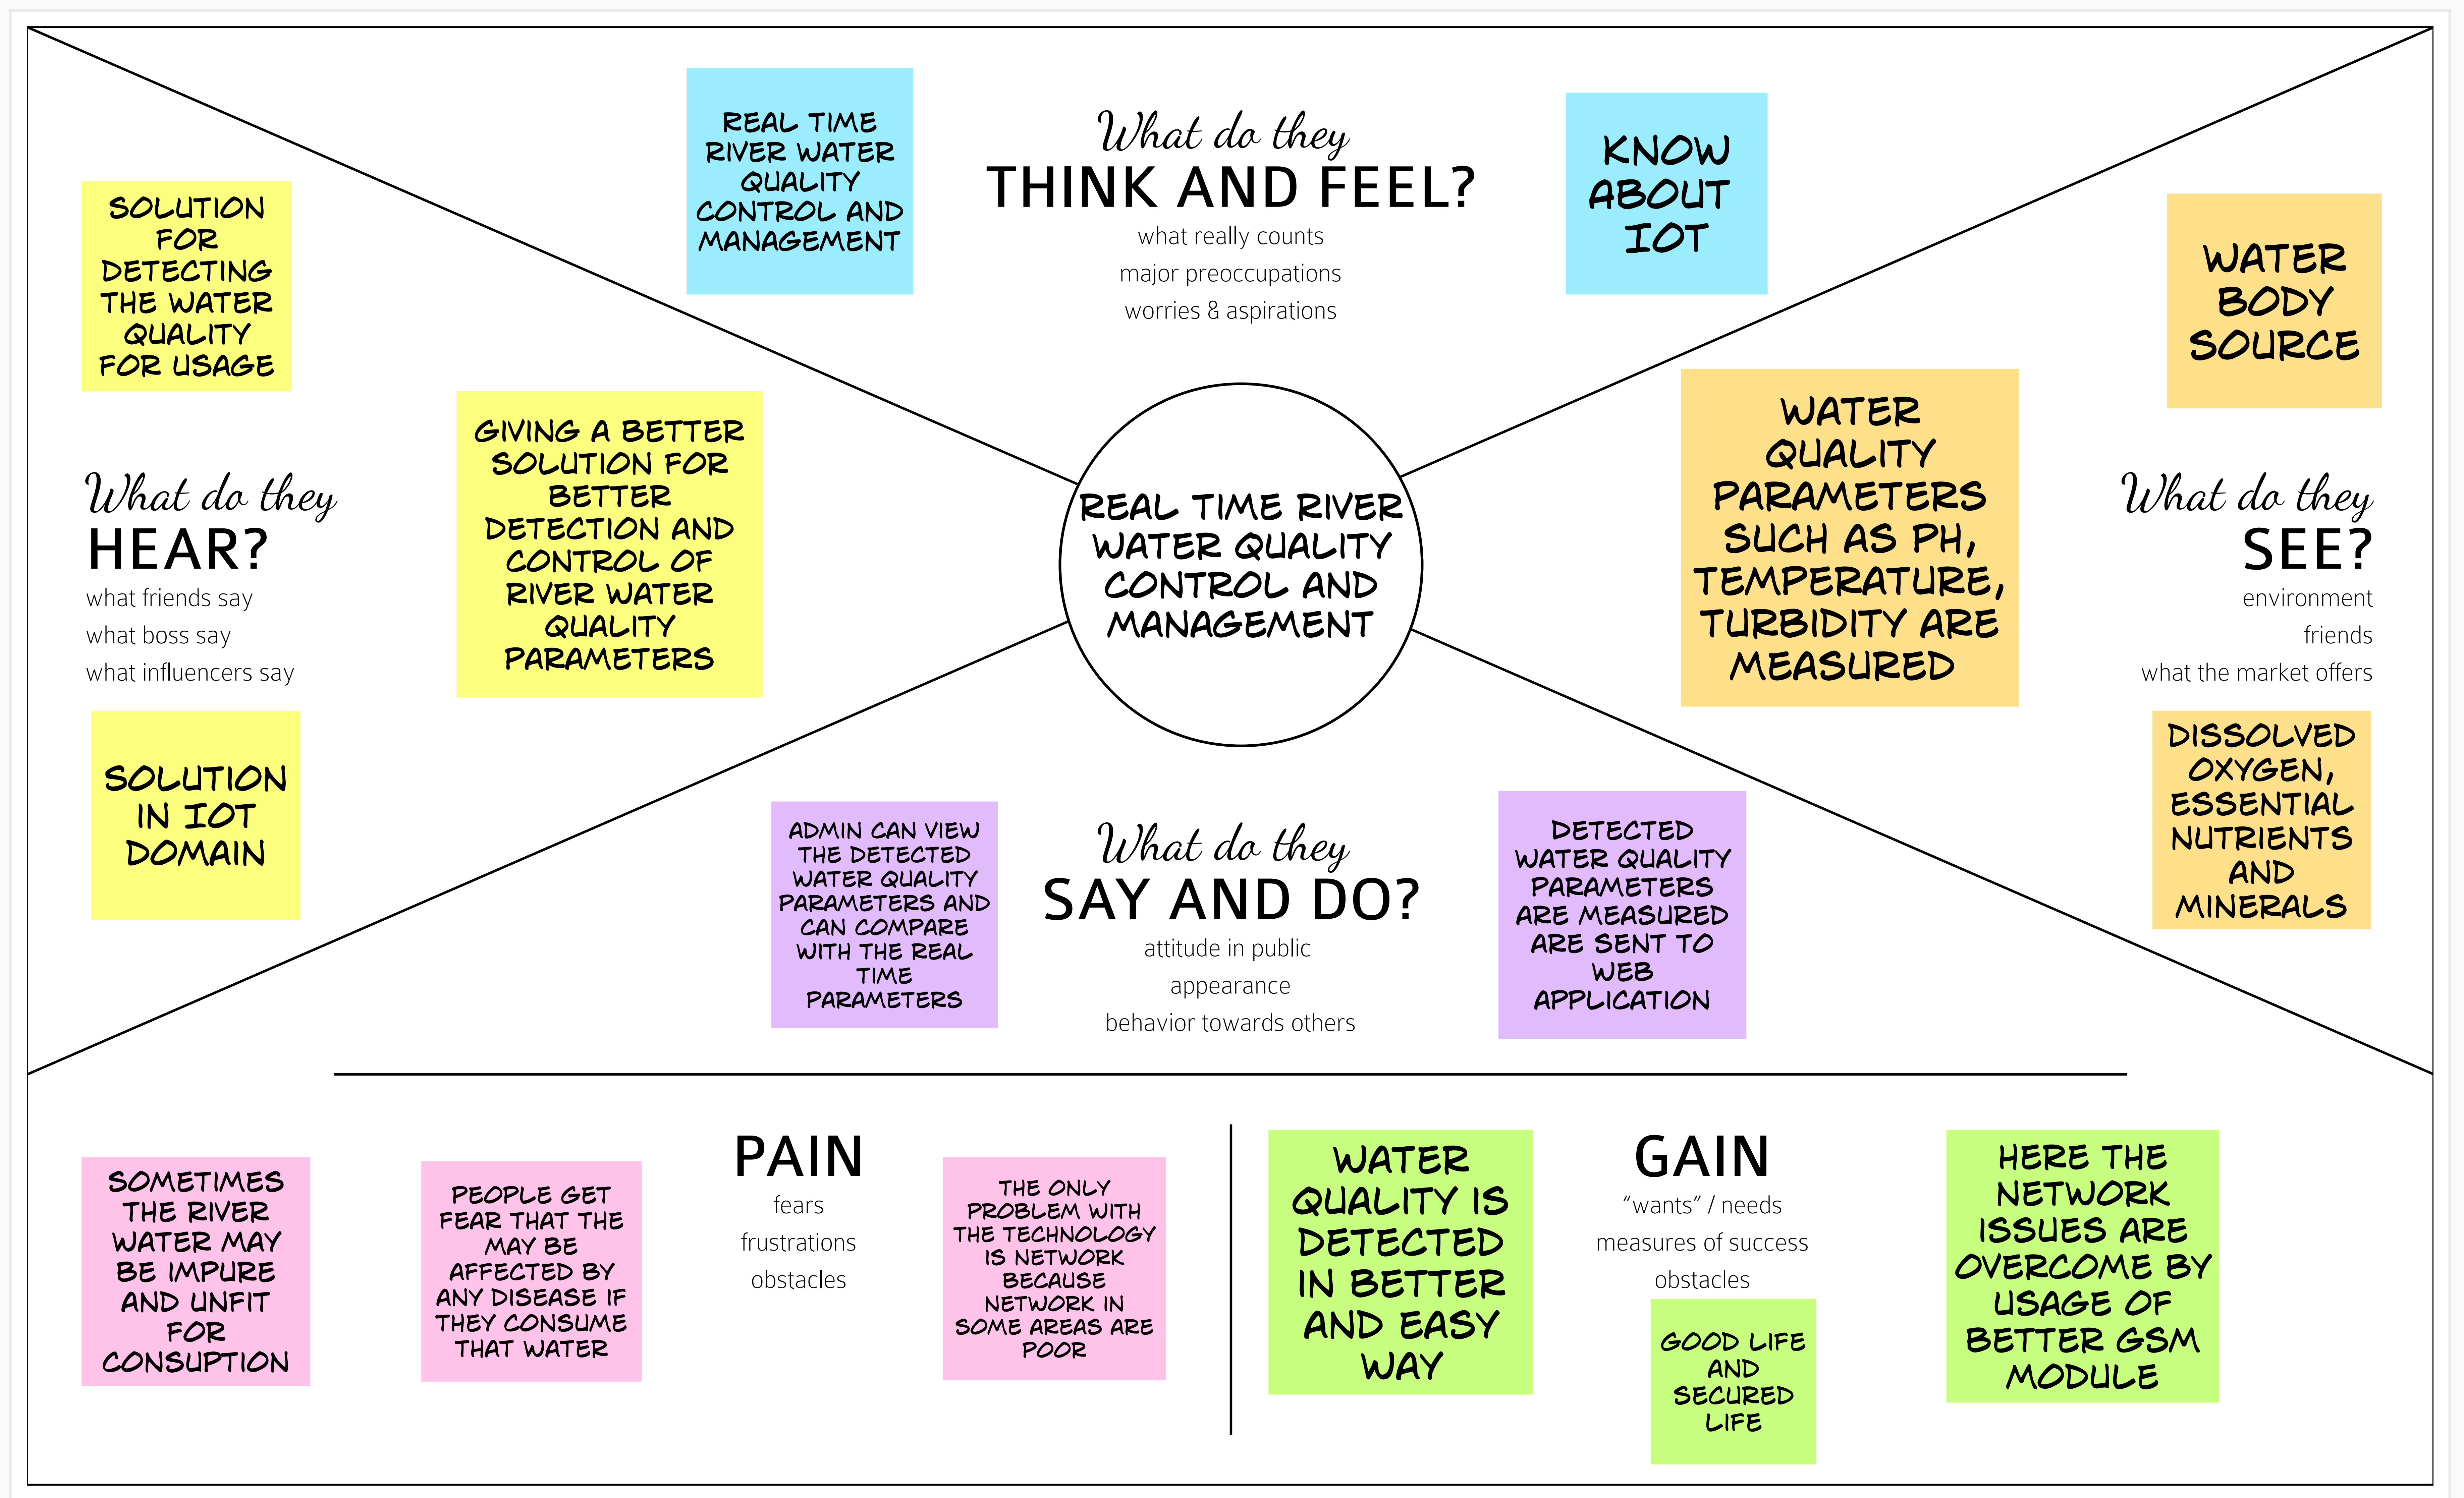 REAL TIME
RIVER WATER
QUALITY
CONTROL AND
MANAGEMENT
What do they
THINK AND FEEL?
what really counts
major preoccupations
worries & aspirations
KNOW
ABOUT
IOT
SOLUTION
FOR
DETECTING
THE WATER
QUALITY
FOR USAGE
GIVING A BETTER
SOLUTION FOR
BETTER
DETECTION AND
CONTROL OF
RIVER WATER
QUALITY
PARAMETERS
What do they
HEAR?
what friends say
what boss say
what influencers say
SOLUTION
IN IOT
DOMAIN
REAL TIME RIVER
WATER QUALITY
CONTROL AND
MANAGEMENT
WATER
BODY
SOURCE
WATER
QUALITY
PARAMETERS
SUCH AS PH,
TEMPERATURE,
TURBIDITY ARE
MEASURED
What do they
SEE?
environment
friends
what the market offers
DISSOLVED
OXYGEN,
ESSENTIAL
NUTRIENTS
AND
MINERALS
ADMIN CAN VIEW
THE DETECTED
WATER QUALITY
PARAMETERS AND
CAN COMPARE
WITH THE REAL
TIME
PARAMETERS
What do they
SAY AND DO?
attitude in public
appearance
behavior towards others
DETECTED
WATER QUALITY
PARAMETERS
ARE MEASURED
ARE SENT TO
WEB
APPLICATION
SOMETIMES
THE RIVER
WATER MAY
BE IMPURE
AND UNFIT
FOR
CONSUPTION
PEOPLE GET
FEAR THAT THE
MAY BE
AFFECTED BY
ANY DISEASE IF
THEY CONSUME
THAT WATER
PAIN
fears
frustrations
obstacles
THE ONLY
PROBLEM WITH
THE TECHNOLOGY
IS NETWORK
BECAUSE
NETWORK IN
SOME AREAS ARE
POOR
WATER
QUALITY IS
DETECTED
IN BETTER
AND EASY
WAY
GAIN
“wants” / needs
measures of success
obstacles
GOOD LIFE
AND
SECURED
LIFE
HERE THE
NETWORK
ISSUES ARE
OVERCOME BY
USAGE OF
BETTER GSM
MODULE